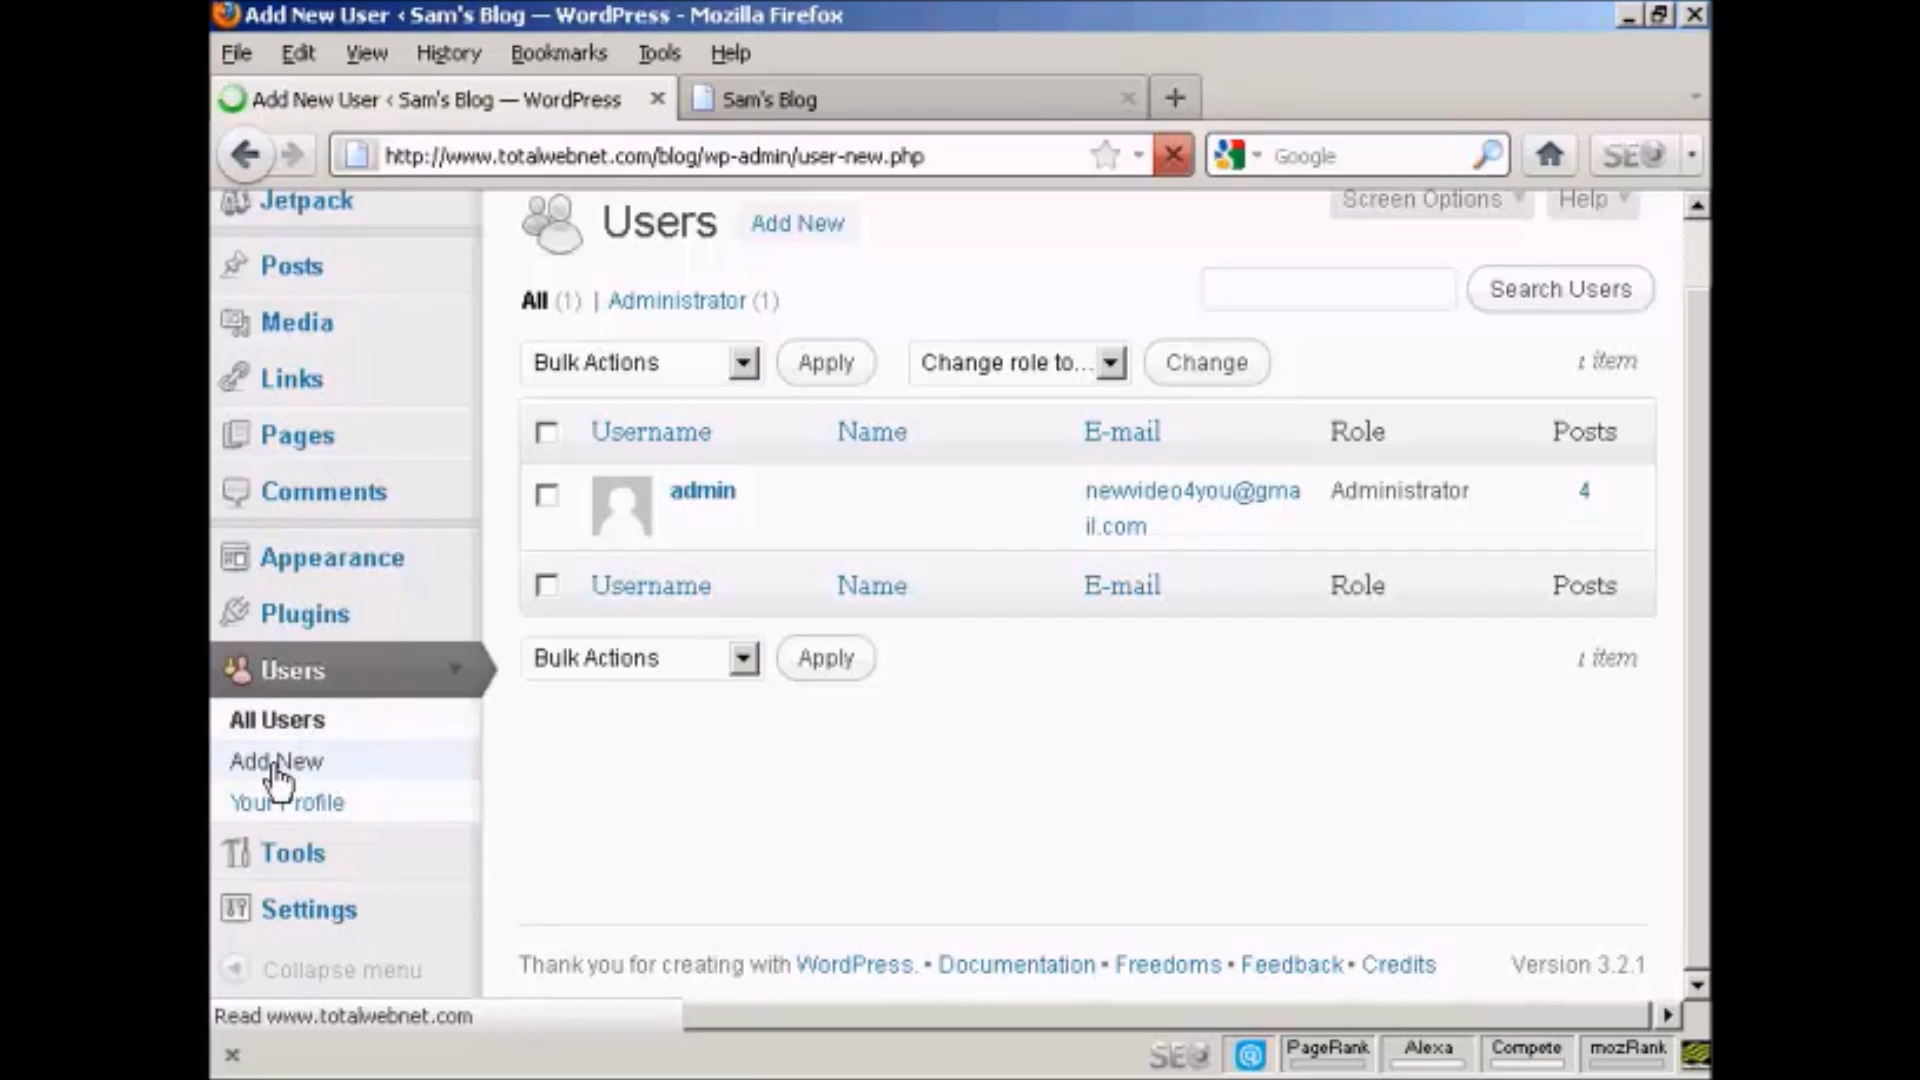 Add New User ‹ Sam's Blog — WordPress - Mozilla Firefox
File Edit View History Bookmarks Tools Help
Add New User ‹ Sam's Blog — WordPress Sam's Blog
http://www.totalwebnet.com/blog/wp-admin/user-new.php Google SEO
Jetpack
Posts
Media
Links
Pages
Comments
Appearance
Plugins
Users
All Users
Add New
Your Profile
Tools
Settings
Collapse menu
Screen Options Help
Users Add New
All (1) | Administrator (1)
Search Users
Bulk Actions Apply Change role to... Change 1 item
Username Name E-mail Role Posts
admin newvideo4you@gma Administrator 4
il.com
Username Name E-mail Role Posts
Bulk Actions Apply 1 item
Thank you for creating with WordPress. • Documentation • Freedoms • Feedback • Credits Version 3.2.1
Read www.totalwebnet.com
SEO PageRank Alexa Compete mozRank